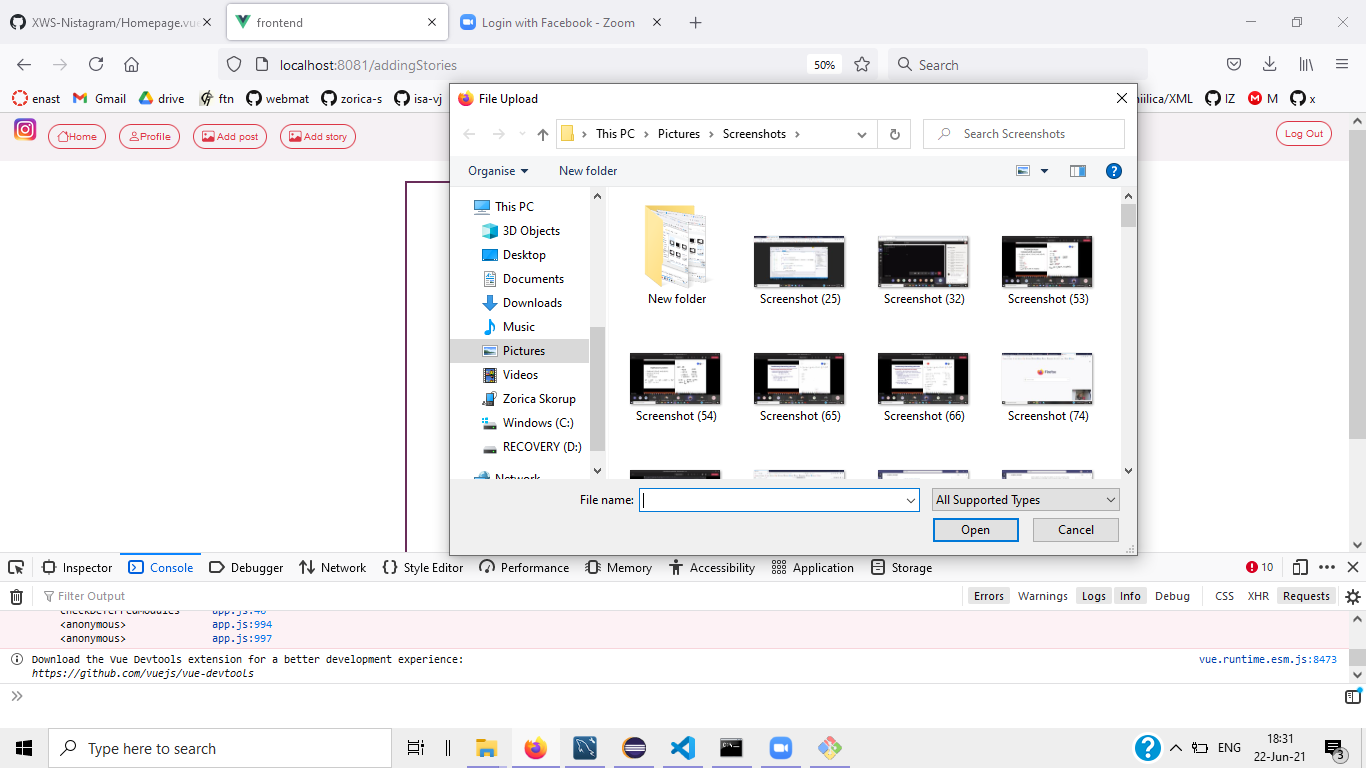 XWS-Nistagram/Homepage.vue
frontend
Login with Facebook - Zoom
localhost:8081/addingStories
50%
Search
enast
Gmail
drive
ftn
webmat
zorica-s
isa-vj
IZ
M
x
File Upload
Home
Profile
Add post
Add story
Log Out
This PC
Pictures
Screenshots
Search Screenshots
Organise
New folder
This PC
3D Objects
Desktop
Documents
Downloads
Music
Pictures
Videos
Zorica Skorup
Windows (C:)
RECOVERY (D:)
Network
New folder
Screenshot (25)
Screenshot (32)
Screenshot (53)
Screenshot (54)
Screenshot (65)
Screenshot (66)
Screenshot (74)
File name:
All Supported Types
Open
Cancel
Inspector
Console
Debugger
Network
Style Editor
Performance
Memory
Accessibility
Application
Storage
10
Filter Output
Errors
Warnings
Logs
Info
Debug
CSS
XHR
Requests
checkDeferredModules app.js:46
<anonymous> app.js:994
<anonymous> app.js:997
Download the Vue Devtools extension for a better development experience: vue.runtime.esm.js:8473
https://github.com/vuejs/vue-devtools
Type here to search
ENG
18:31
22-Jun-21
3